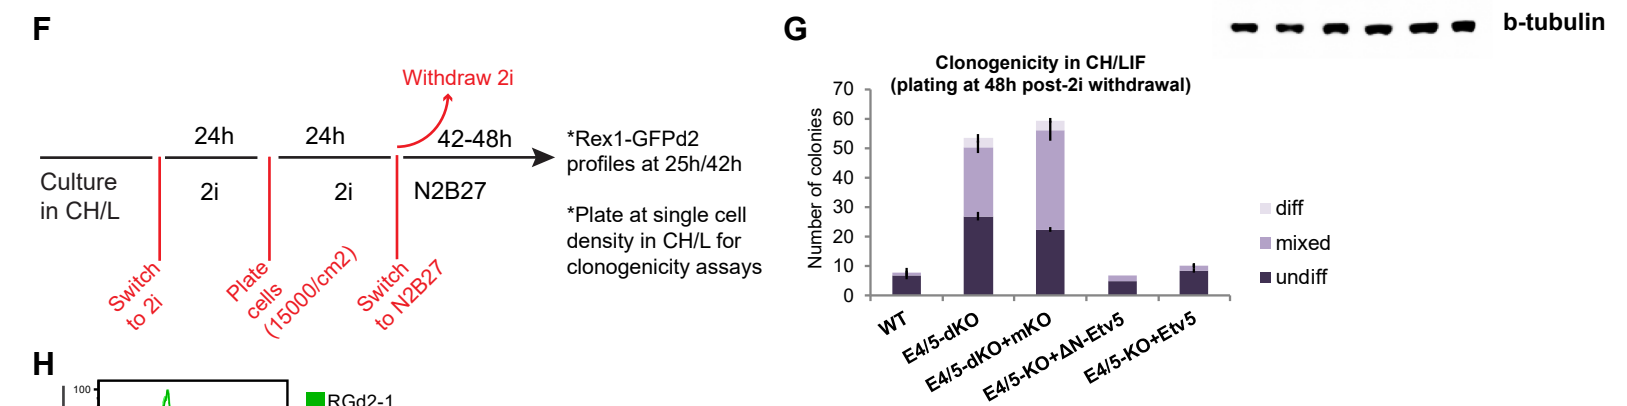 F
Withdraw 2i
24h
24h
42-48h
Culture
in CH/L
2i
2i
N2B27
Switch
to 2i
Plate
cells
(15000/cm2)
Switch
to N2B27
*Rex1-GFPd2
profiles at 25h/42h
*Plate at single cell
density in CH/L for
clonogenicity assays
G
b-tubulin
Clonogenicity in CH/LIF
(plating at 48h post-2i withdrawal)
Number of colonies
70
60
50
40
30
20
10
0
WT
E4/5-dKO
E4/5-dKO+mKO
E4/5-KO+ΔN-Etv5
E4/5-KO+Etv5
diff
mixed
undiff
H
100
RGd2-1